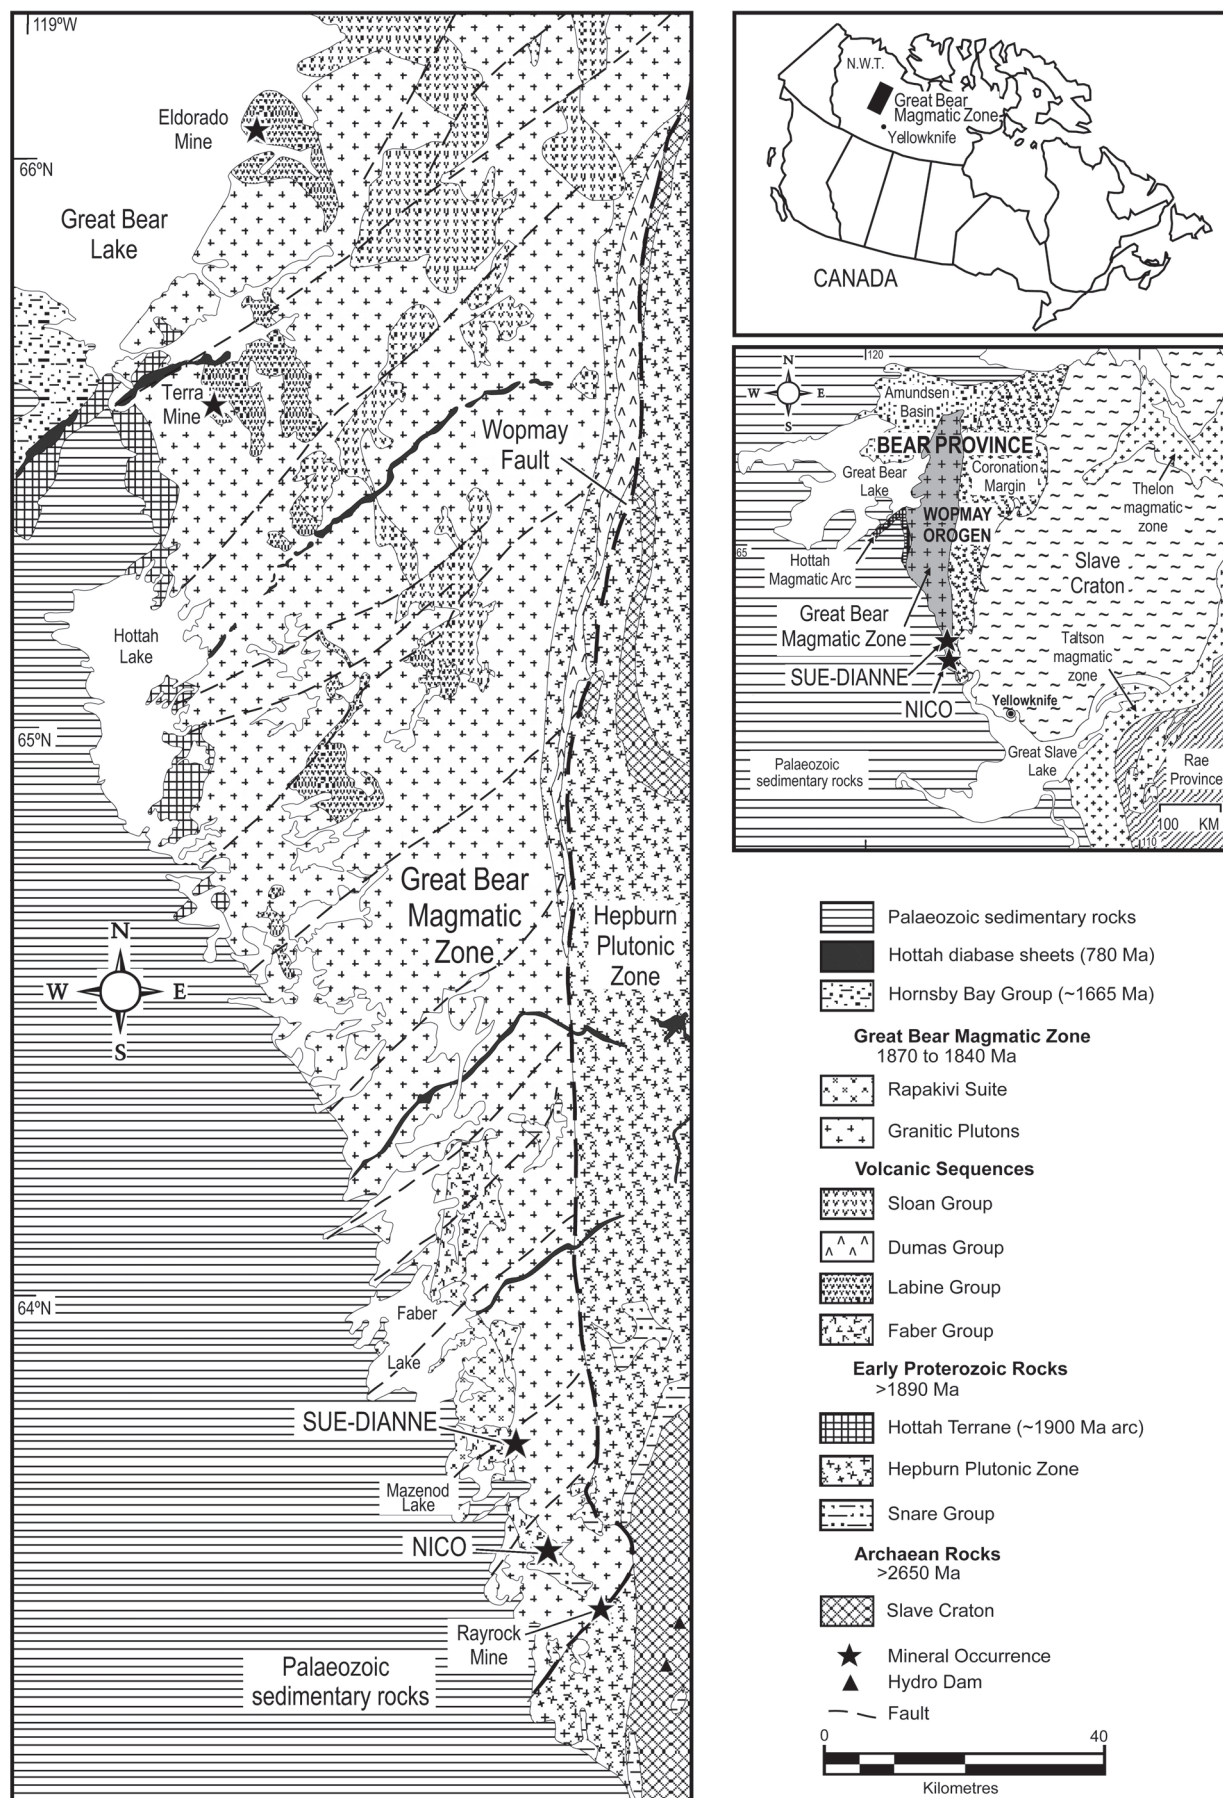 119ºW
Eldorado
Mine
66ºN
Great Bear
Lake
Terra
Mine
Wopmay
Fault
Hottah
Lake
65ºN
Great Bear
Magmatic
Zone
Hepburn
Plutonic
Zone
N
W E
S
64ºN
Faber
Lake
SUE-DIANNE
Mazenod
Lake
NICO
Rayrock
Mine
Palaeozoic
sedimentary rocks
N.W.T.
Great Bear
Magmatic Zone
Yellowknife
CANADA
120
N
W E
S
Amundsen
Basin
BEAR PROVINCE
Great Bear
Lake
Coronation
Margin
Thelon
magmatic
zone
WOPMAY
OROGEN
65
Hottah
Magmatic Arc
Slave
Craton
Great Bear
Magmatic Zone
Taltson
magmatic
zone
SUE-DIANNE
NICO
Yellowknife
Great Slave
Lake
Palaeozoic
sedimentary rocks
Rae
Province
100 KM
110
Palaeozoic sedimentary rocks
Hottah diabase sheets (780 Ma)
Hornsby Bay Group (~1665 Ma)
Great Bear Magmatic Zone
1870 to 1840 Ma
Rapakivi Suite
Granitic Plutons
Volcanic Sequences
Sloan Group
Dumas Group
Labine Group
Faber Group
Early Proterozoic Rocks
>1890 Ma
Hottah Terrane (~1900 Ma arc)
Hepburn Plutonic Zone
Snare Group
Archaean Rocks
>2650 Ma
Slave Craton
Mineral Occurrence
Hydro Dam
Fault
0 40
Kilometres